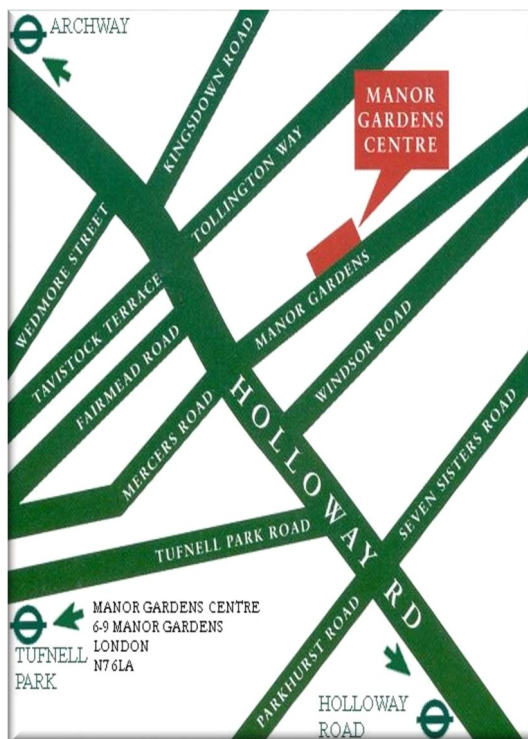 ARCHWAY
KINGSDOWN ROAD
TOLLINGTON WAY
MANOR
GARDENS
CENTRE
WEDMORE STREET
TAVISTOCK TERRACE
FAIRMEAD ROAD
MANOR GARDENS
WINDSOR ROAD
MERCERS ROAD
HOLLOWAY RD
SEVEN SISTERS ROAD
TUFNELL PARK ROAD
PARKHURST ROAD
MANOR GARDENS CENTRE
6-9 MANOR GARDENS
LONDON
N7 6LA
TUFNELL
PARK
HOLLOWAY
ROAD